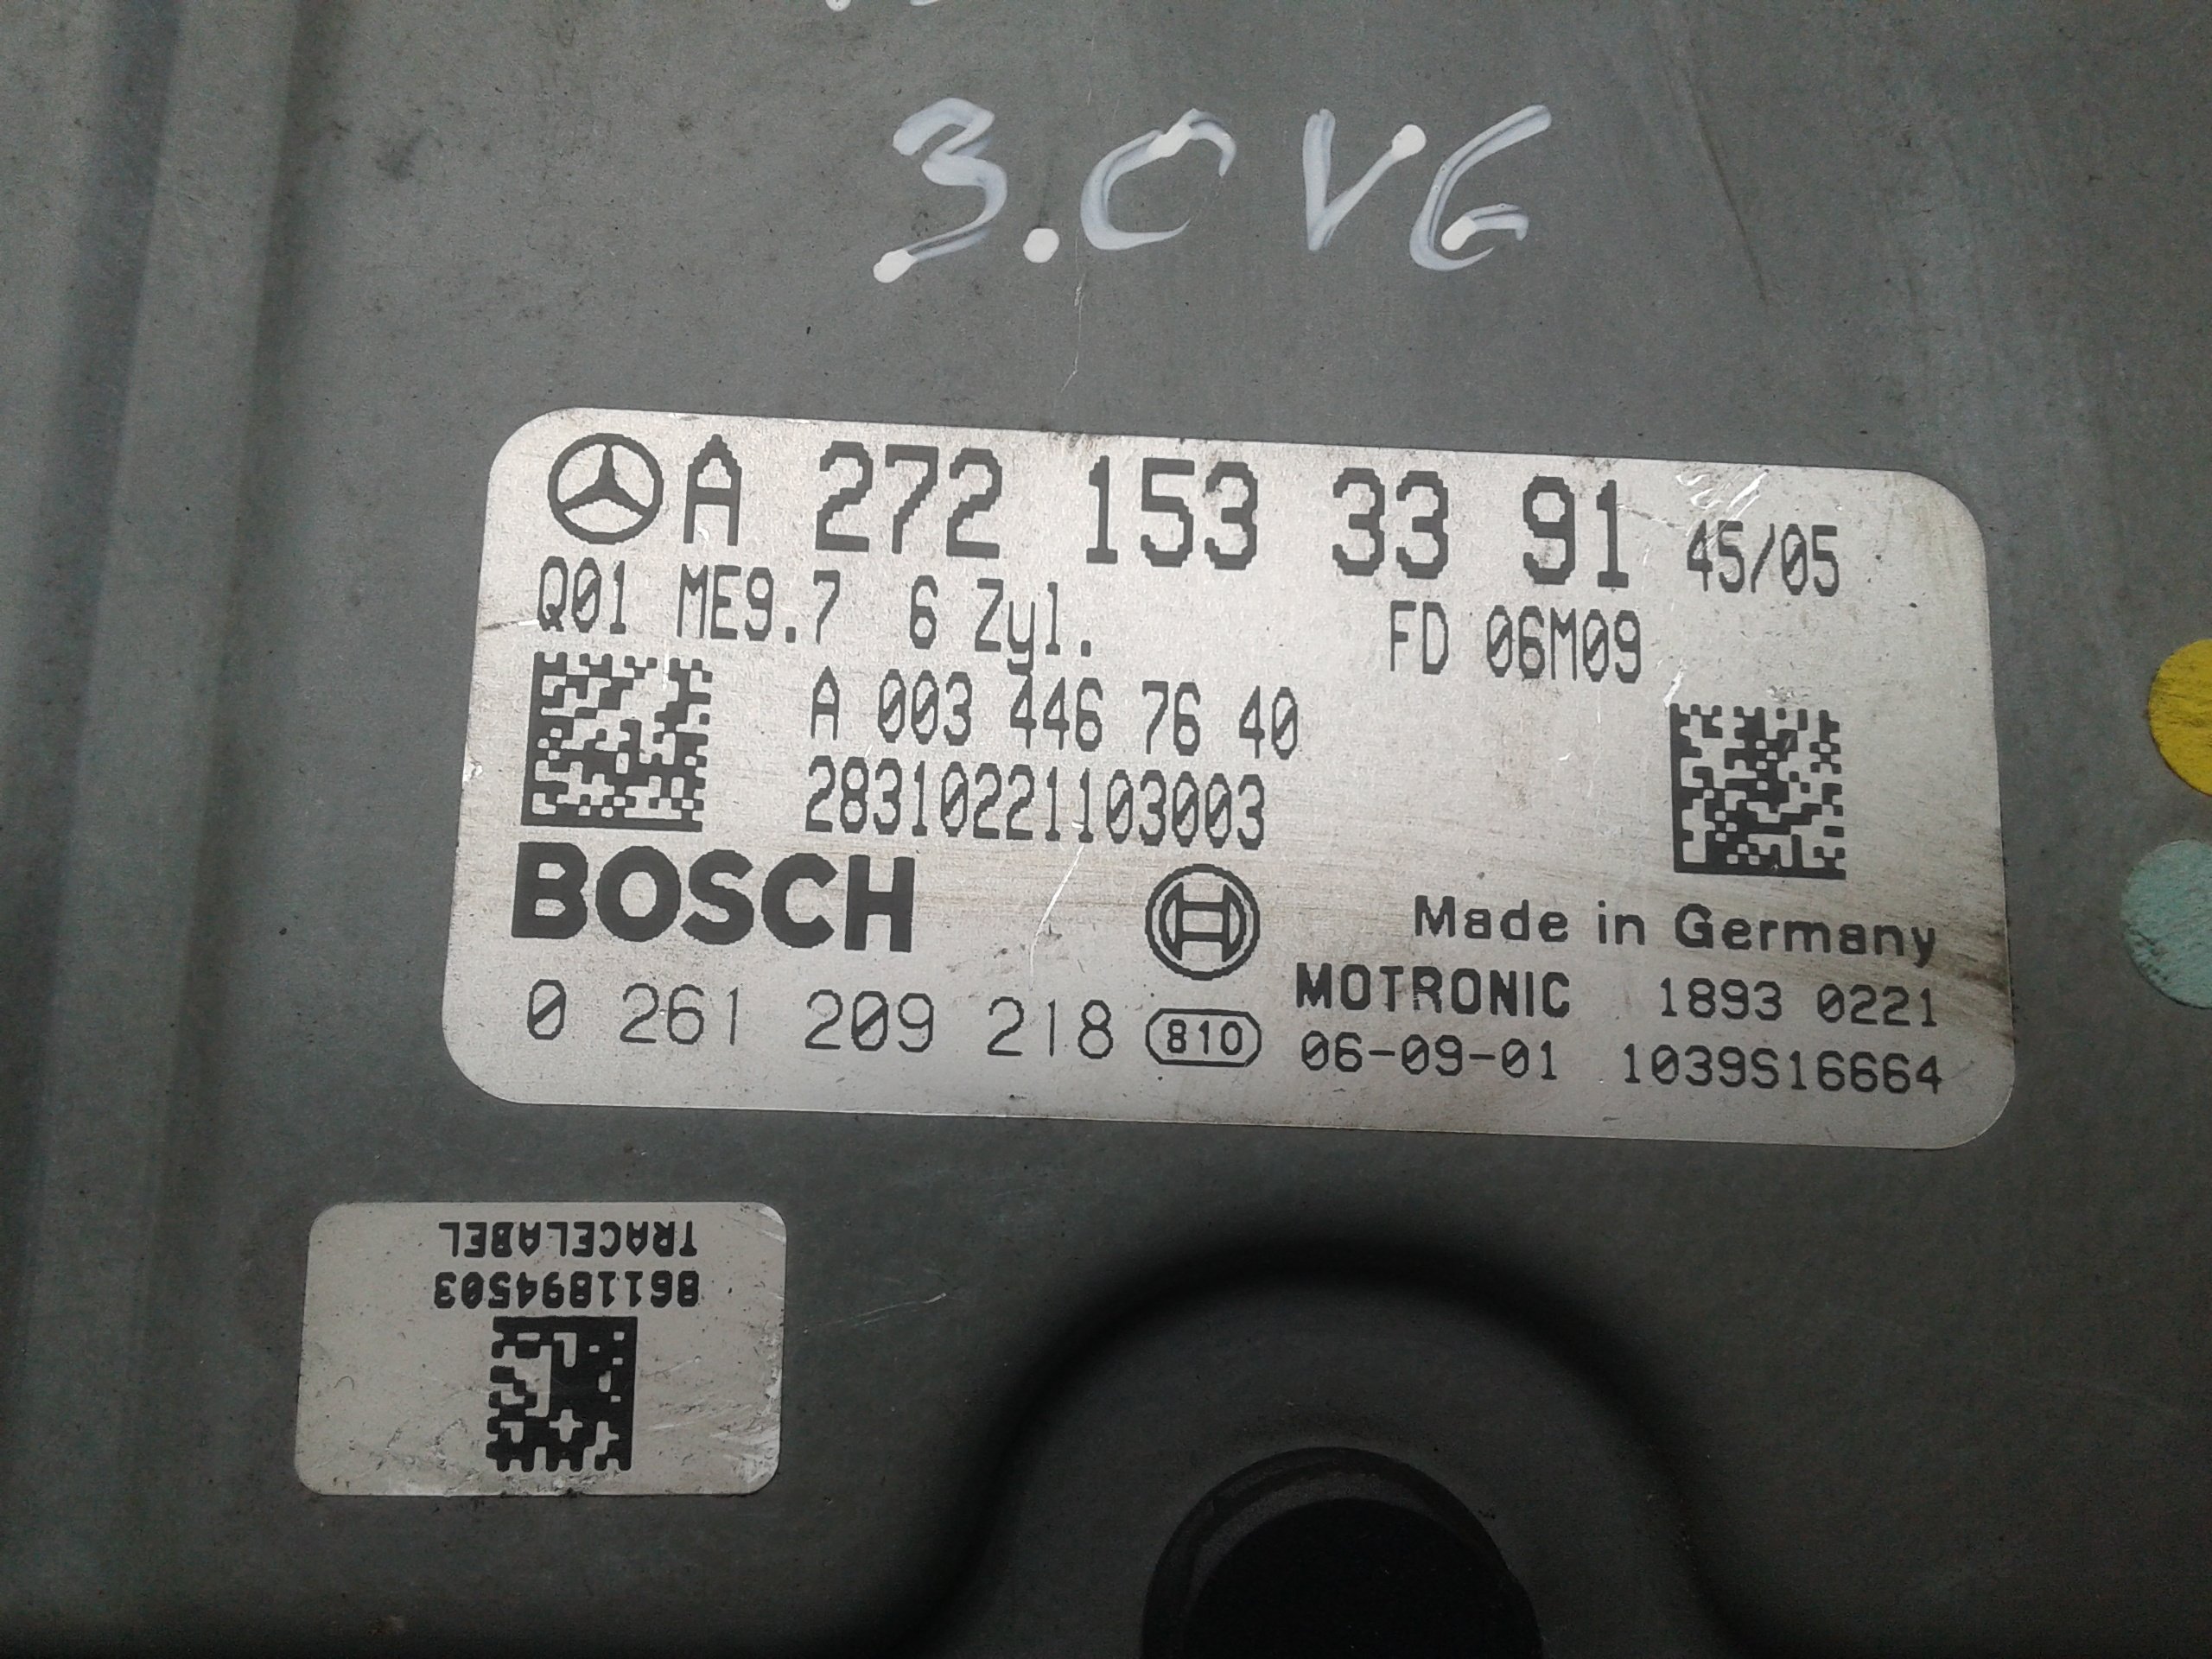 3.0 V6
A 272 153 33 91 45/05
Q01 ME9.7 6 Zyl. FD 06M09
A 003 446 76 40
28310221103003
BOSCH
Made in Germany
MOTRONIC 1893 0221
0 261 209 218 810 06-09-01 1039S16664
TRACELABEL
8611894503